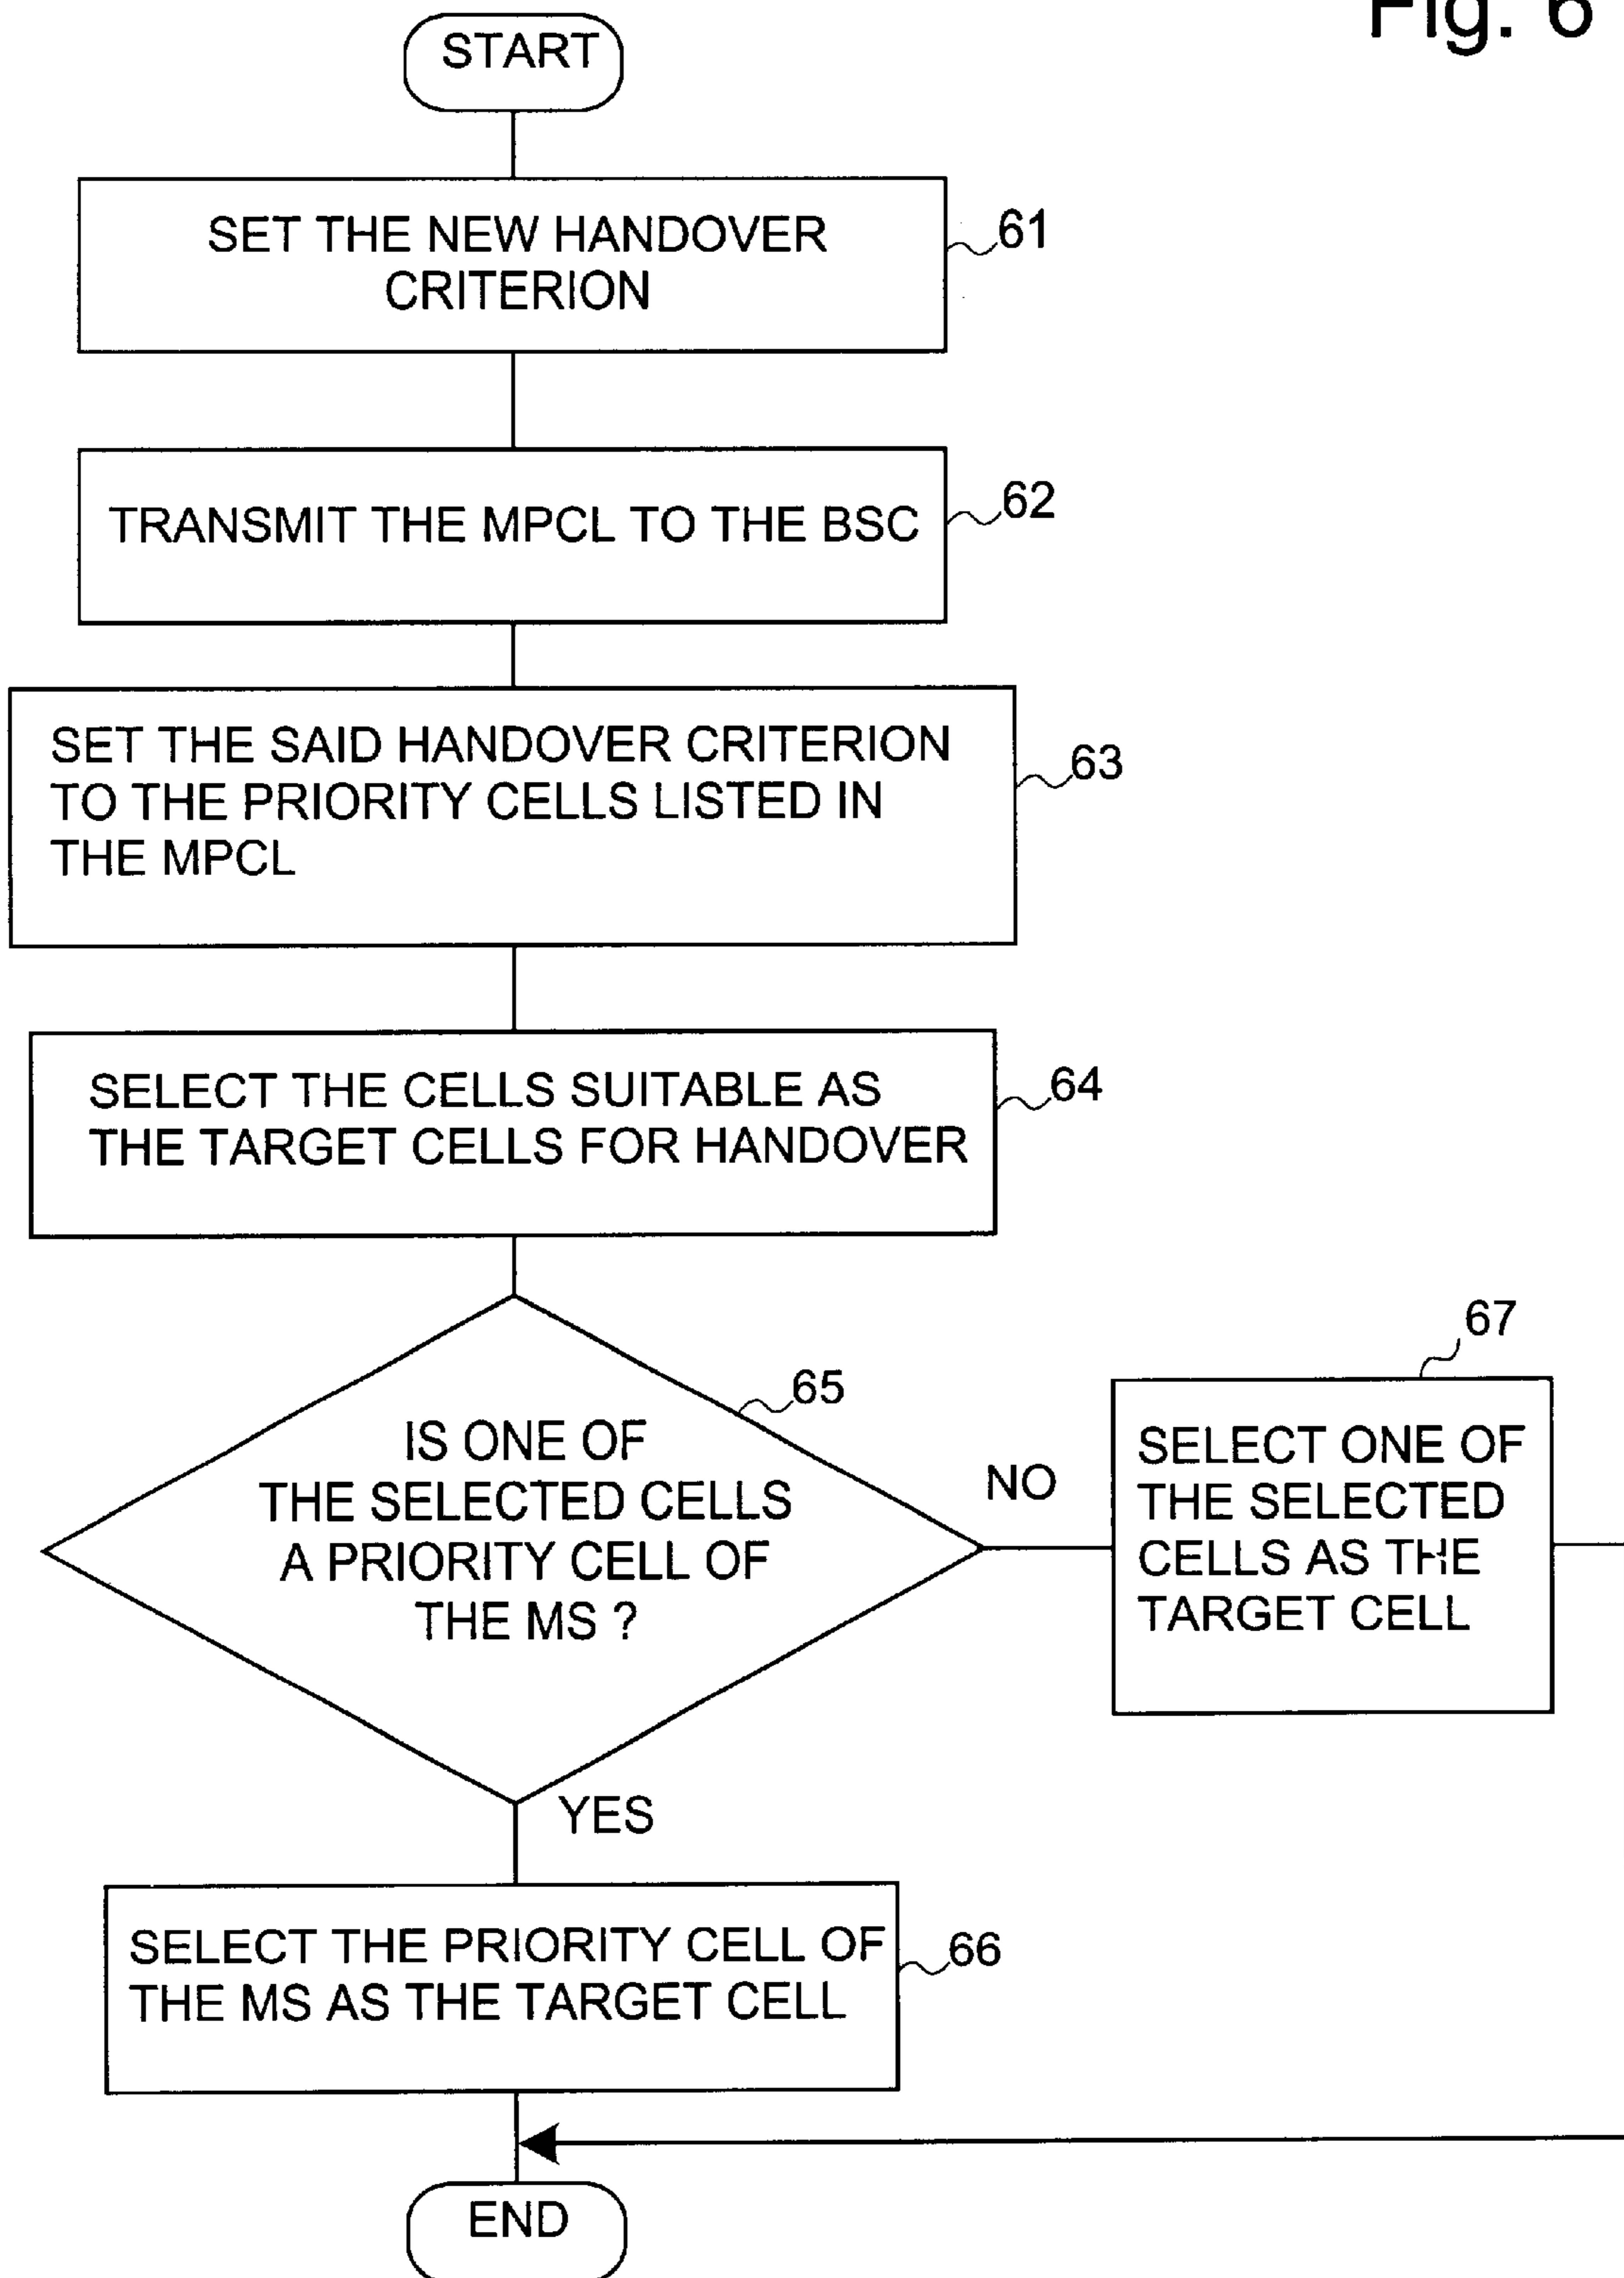 Fig. 6
START
SET THE NEW HANDOVER
CRITERION
61
TRANSMIT THE MPCL TO THE BSC
62
SET THE SAID HANDOVER CRITERION
TO THE PRIORITY CELLS LISTED IN
THE MPCL
63
SELECT THE CELLS SUITABLE AS
THE TARGET CELLS FOR HANDOVER
64
IS ONE OF
THE SELECTED CELLS
A PRIORITY CELL OF
THE MS ?
65
NO
67
SELECT ONE OF
THE SELECTED
CELLS AS THE
TARGET CELL
YES
SELECT THE PRIORITY CELL OF
THE MS AS THE TARGET CELL
66
END